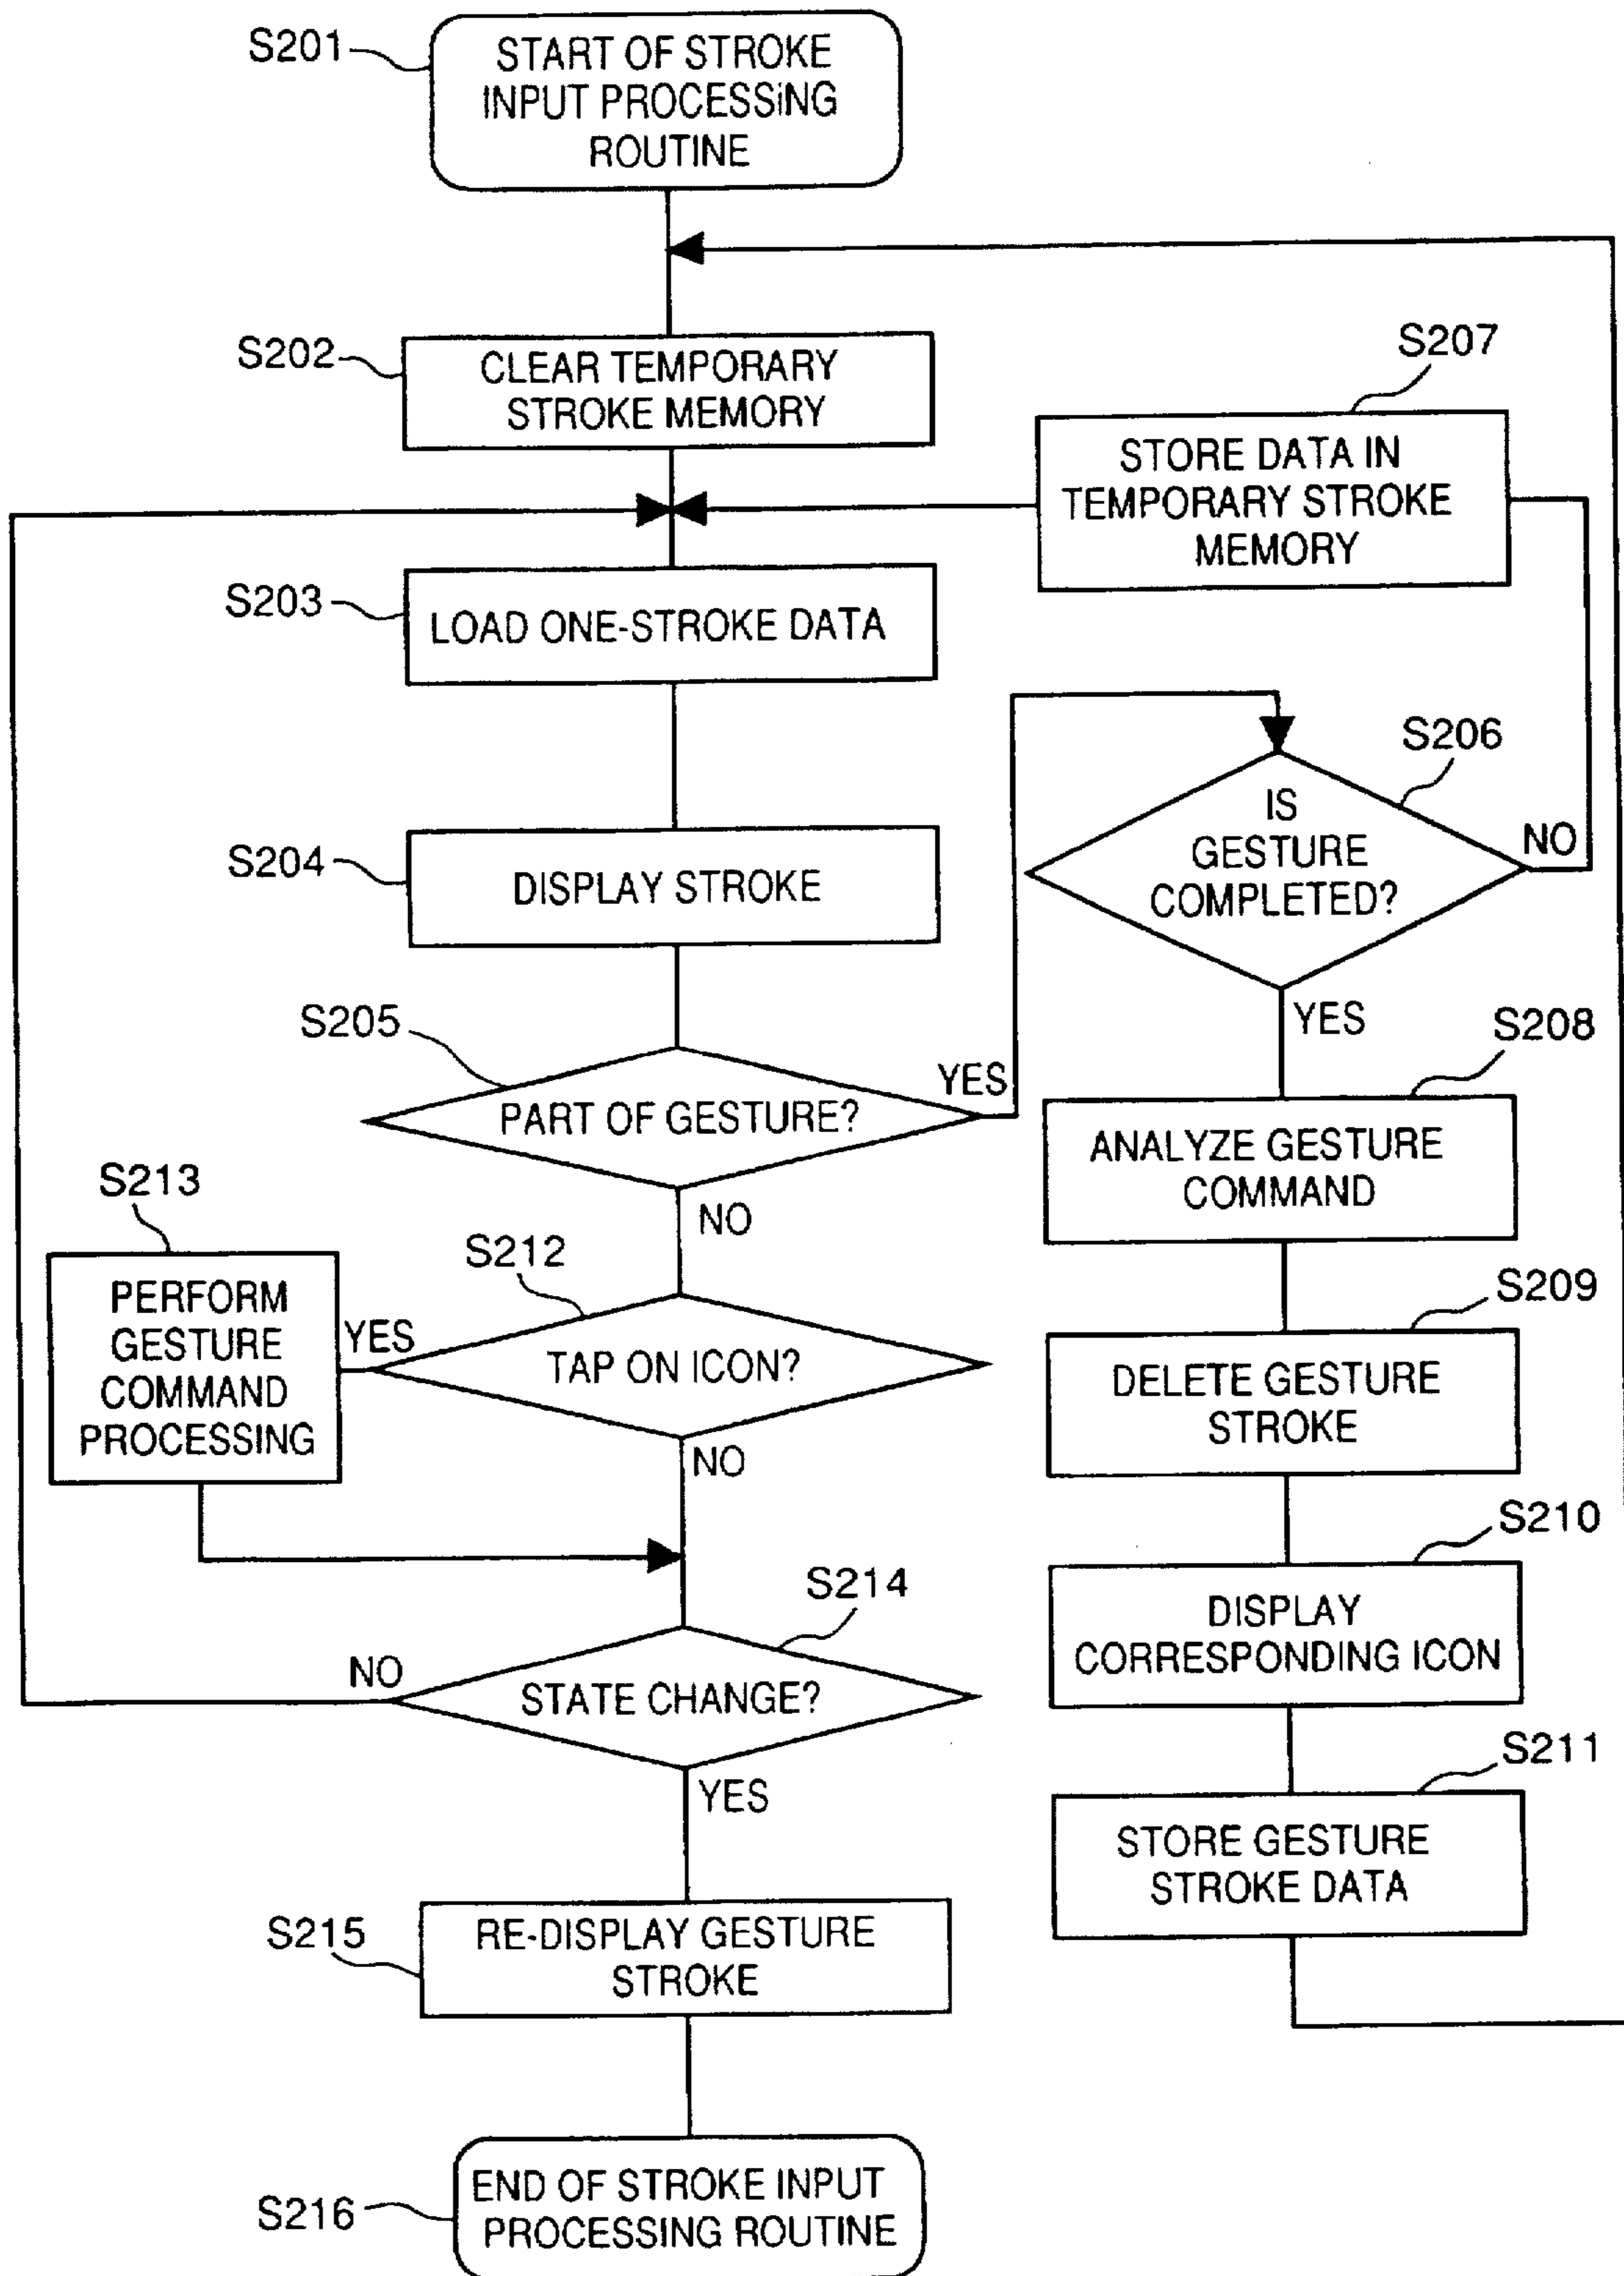 S201
START OF STROKE
INPUT PROCESSiNG
ROUTINE
S202
CLEAR TEMPORARY
STROKE MEMORY
S207
STORE DATA IN
TEMPORARY STROKE
MEMORY
S203
LOAD ONE-STROKE DATA
S204
DISPLAY STROKE
S206
IS
GESTURE
COMPLETED?
NO
YES
S205
PART OF GESTURE?
YES
NO
S208
ANALYZE GESTURE
COMMAND
S213
PERFORM
GESTURE
COMMAND
PROCESSING
S212
TAP ON ICON?
YES
NO
S209
DELETE GESTURE
STROKE
S210
DISPLAY
CORRESPONDING ICON
S214
STATE CHANGE?
NO
YES
S211
STORE GESTURE
STROKE DATA
S215
RE-DISPLAY GESTURE
STROKE
S216
END OF STROKE INPUT
PROCESSING ROUTINE